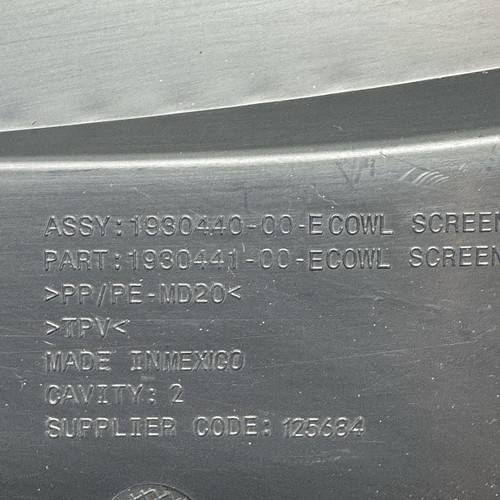 ASSY:1930440-00-ECOWL SCREEN
PART:1930441-00-ECOWL SCREEN
>PP/PE-MD20<
>TPV<
MADE INMEXICO
CAVITY: 2
SUPPLIER CODE: 125684